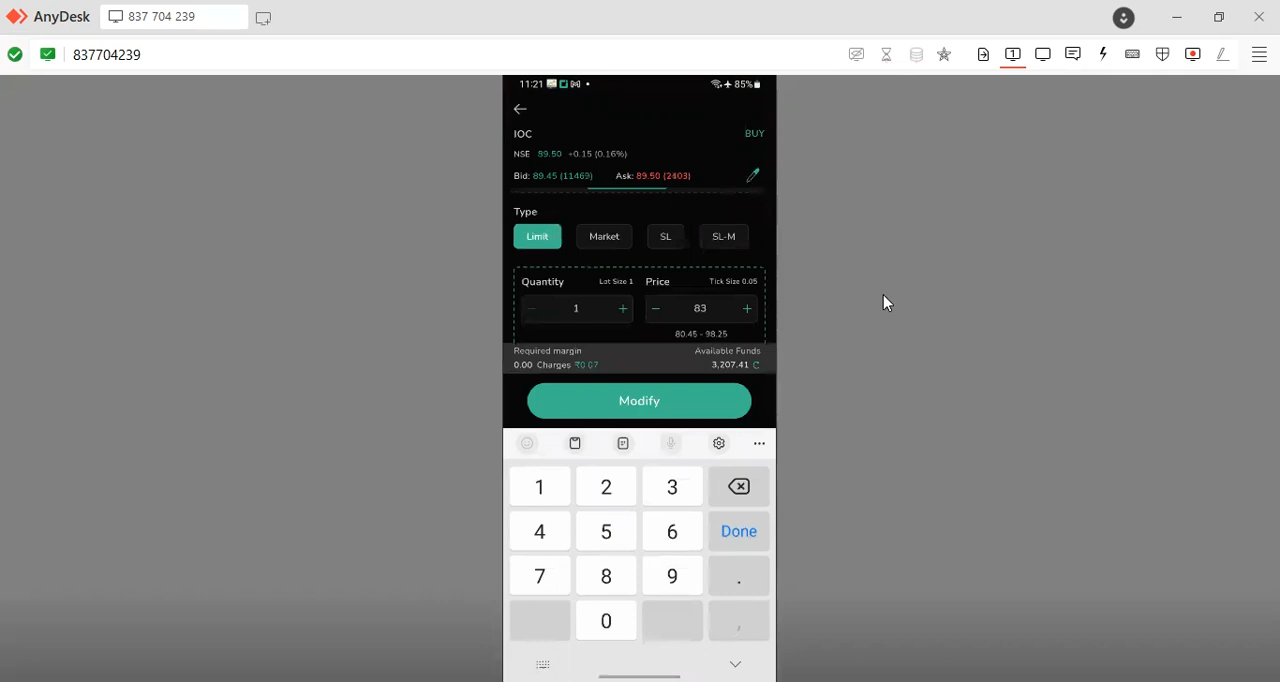 AnyDesk 837 704 239
837704239
11:21 85%
IOC BUY
NSE 89.50 +0.15 (0.16%)
Bid: 89.45 (11469) Ask: 89.50 (2403)
Type
Limit Market SL SL-M
Quantity Lot Size 1 Price Tick Size 0.05
− 1 + − 83 +
80.45 - 98.25
Required margin Available Funds
0.00 Charges ₹0.07 3,207.41
Modify
1 2 3
4 5 6 Done
7 8 9 .
0 ,